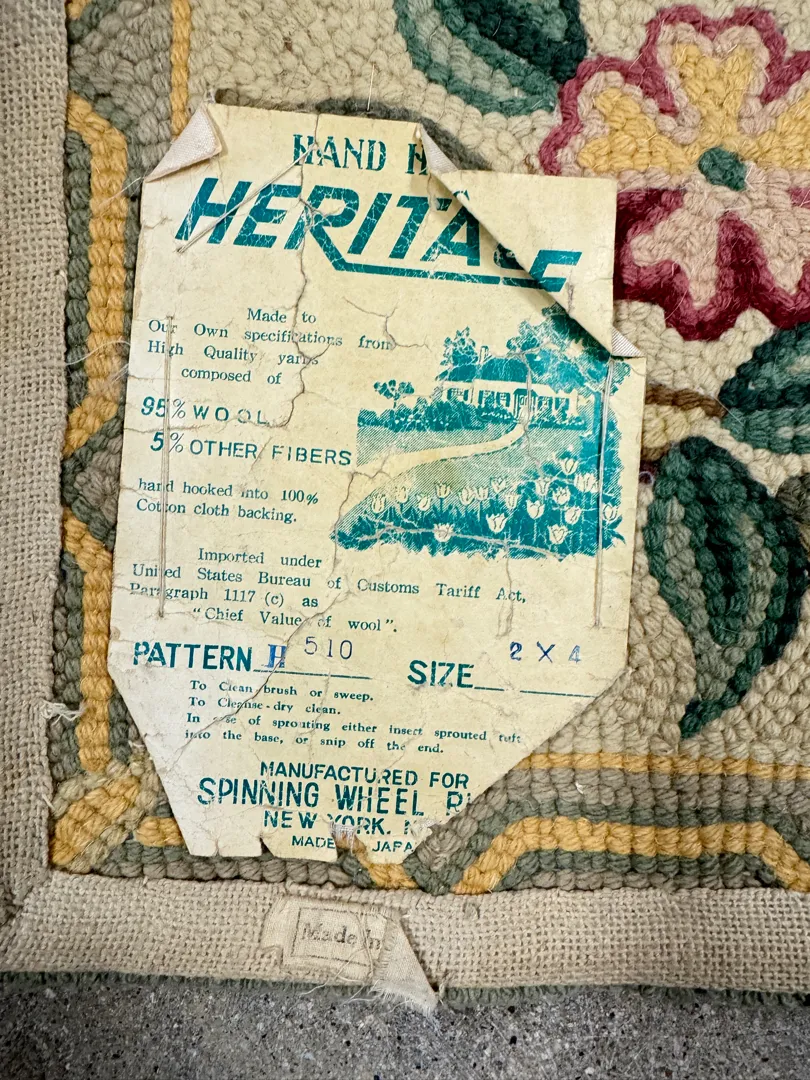 HAND H
HERITAGE
Made to
Our Own specifications from
High Quality yarns
composed of
95% WOOL
5% OTHER FIBERS
hand hooked into 100%
Cotton cloth backing.
Imported under
United States Bureau of Customs Tariff Act,
Paragraph 1117 (c) as
"Chief Value of wool".
PATTERN H 510 SIZE 2 X 4
To Clean brush or sweep.
To Cleanse-dry clean.
In case of sprouting either insert sprouted tuft
into the base, or snip off the end.
MANUFACTURED FOR
SPINNING WHEEL R
NEW YORK, N
MADE JAPA
Made In